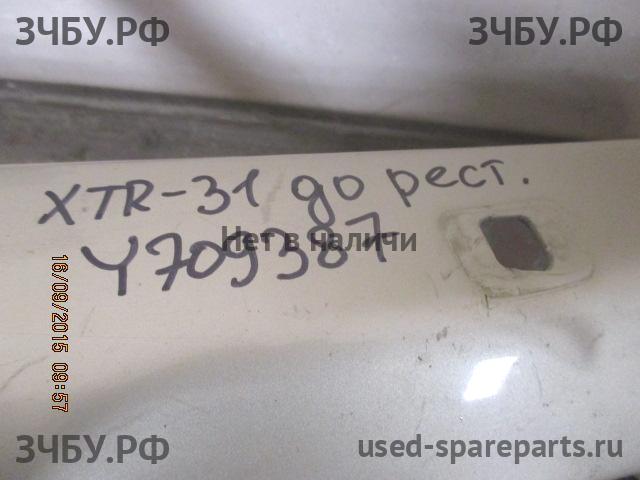 ЗЧБУ.РФ
ЗЧБУ.РФ
XTR-31 до рест.
Y709387
Нет в наличии
16/09/2015 09:57
ЗЧБУ.РФ
used-spareparts.ru